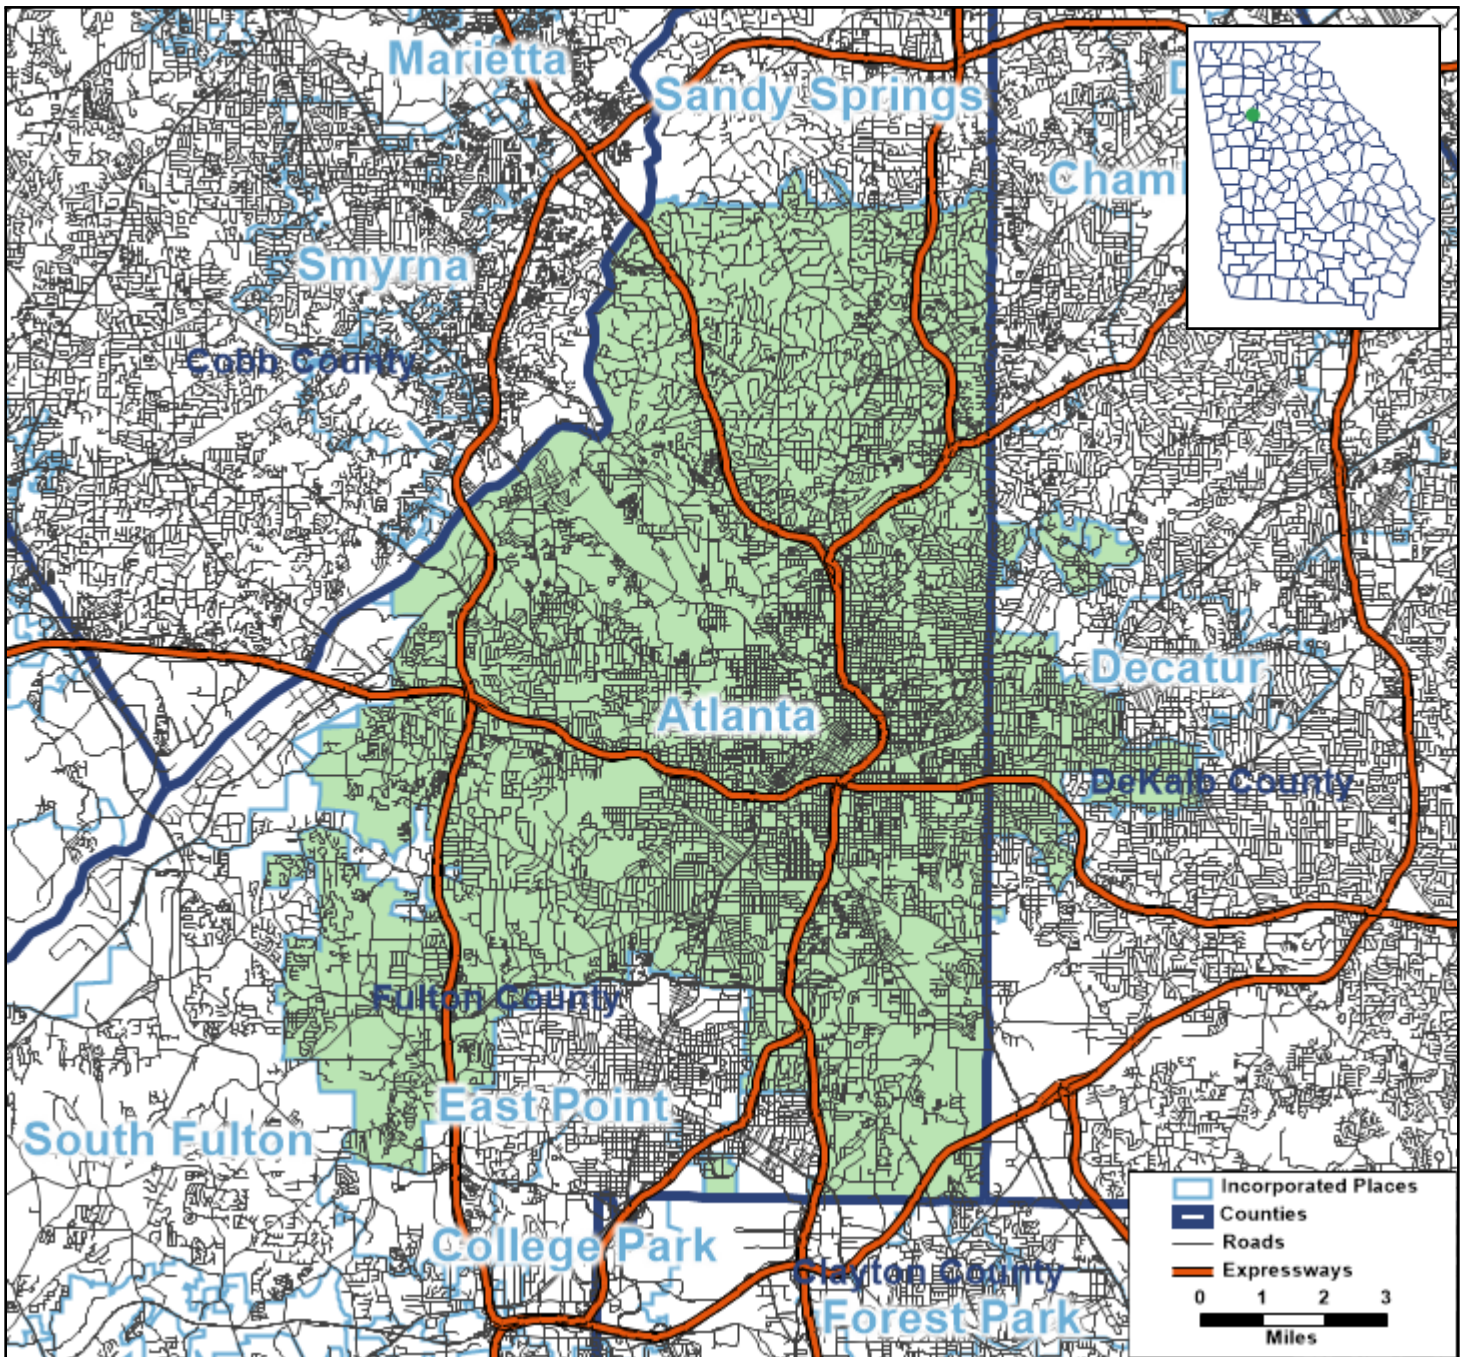 Marietta
Sandy Springs
D
Cham
Smyrna
Cobb County
Decatur
Atlanta
DeKalb County
Fulton County
East Point
South Fulton
College Park
Clayton County
Forest Park
Incorporated Places
Counties
Roads
Expressways
0 1 2 3
Miles